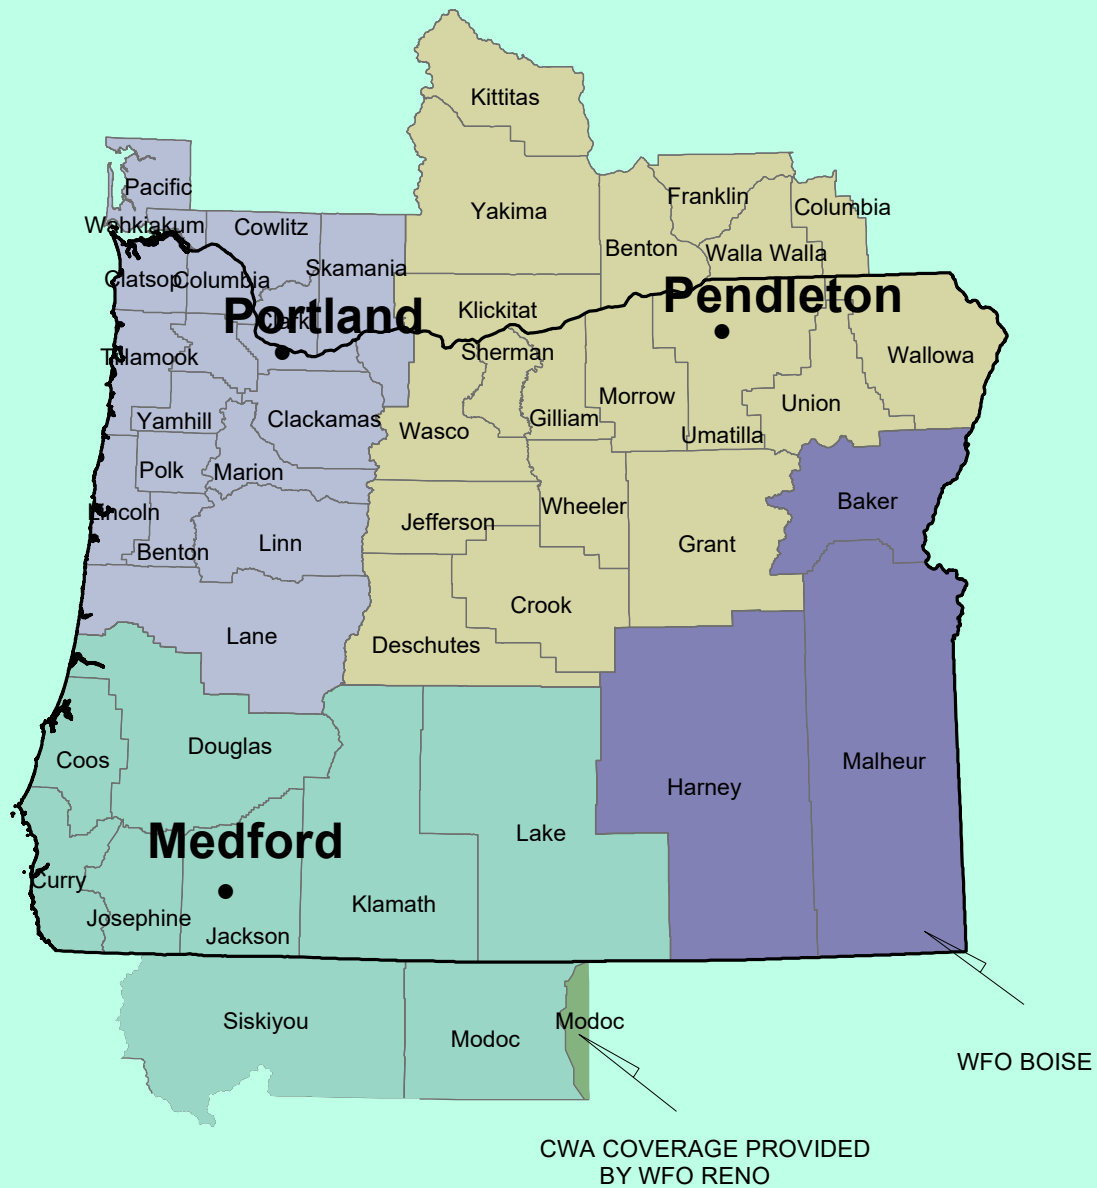 Kittitas
Pacific
Franklin
Yakima
Columbia
Wahkiakum
Cowlitz
Benton
Walla Walla
Skamania
Clatsop
Columbia
Pendleton
Klickitat
Portland
Clark
Sherman
Tillamook
Wallowa
Morrow
Union
Yamhill
Clackamas
Gilliam
Wasco
Umatilla
Polk
Marion
Baker
Wheeler
Lincoln
Jefferson
Benton
Linn
Grant
Crook
Lane
Deschutes
Douglas
Coos
Malheur
Harney
Lake
Medford
Curry
Klamath
Josephine
Jackson
Siskiyou
Modoc
Modoc
WFO BOISE
CWA COVERAGE PROVIDED
BY WFO RENO